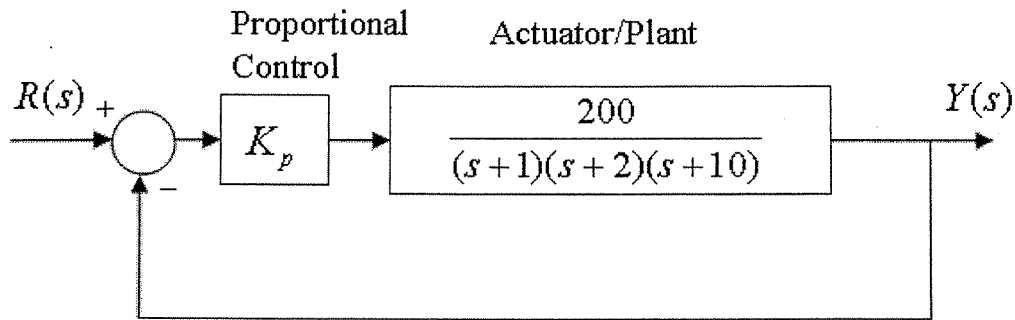 Proportional
Control
Actuator/Plant
R(s) +
K_p
200
(s+1)(s+2)(s+10)
Y(s)
−